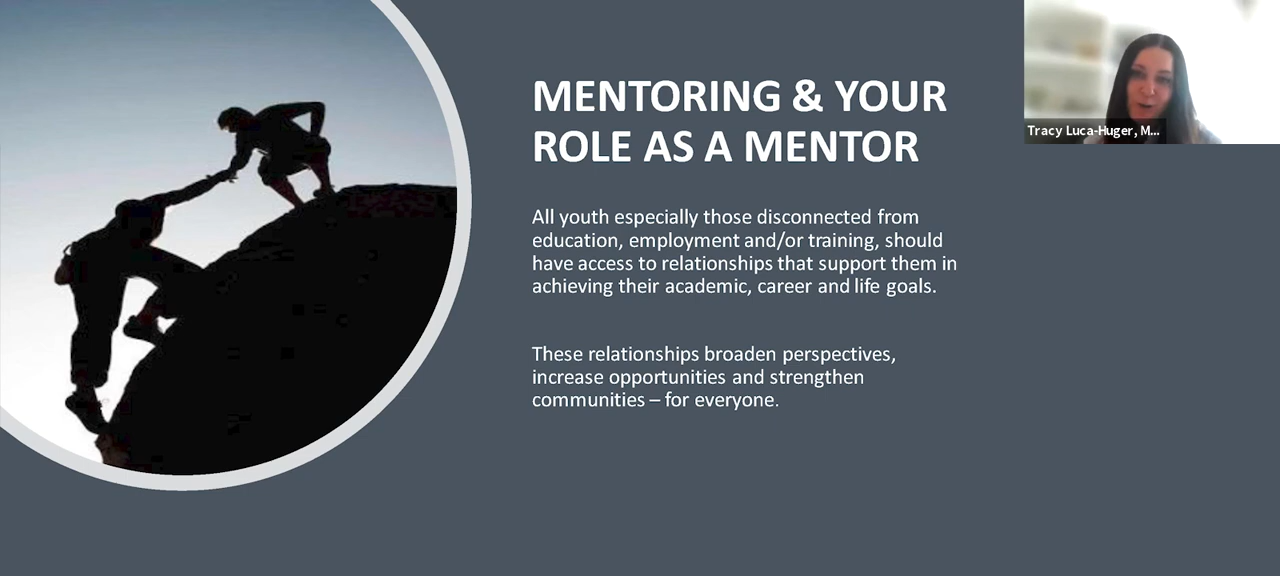 MENTORING & YOUR
ROLE AS A MENTOR
All youth especially those disconnected from
education, employment and/or training, should
have access to relationships that support them in
achieving their academic, career and life goals.
These relationships broaden perspectives,
increase opportunities and strengthen
communities – for everyone.
Tracy Luca-Huger, M...